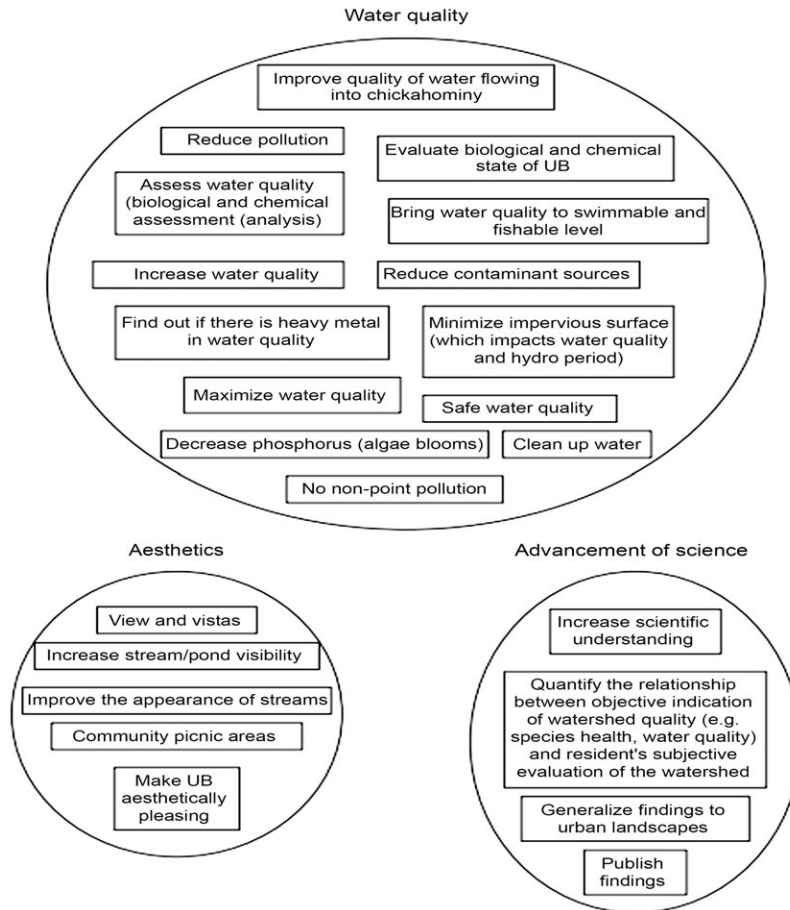 Water quality
Improve quality of water flowing
into chickahominy
Reduce pollution
Evaluate biological and chemical
state of UB
Assess water quality
(biological and chemical
assessment (analysis)
Bring water quality to swimmable and
fishable level
Increase water quality
Reduce contaminant sources
Find out if there is heavy metal
in water quality
Minimize impervious surface
(which impacts water quality
and hydro period)
Maximize water quality
Safe water quality
Decrease phosphorus (algae blooms)
Clean up water
No non-point pollution
Aesthetics
View and vistas
Increase stream/pond visibility
Improve the appearance of streams
Community picnic areas
Make UB
aesthetically
pleasing
Advancement of science
Increase scientific
understanding
Quantify the relationship
between objective indication
of watershed quality (e.g.
species health, water quality)
and resident's subjective
evaluation of the watershed
Generalize findings to
urban landscapes
Publish
findings